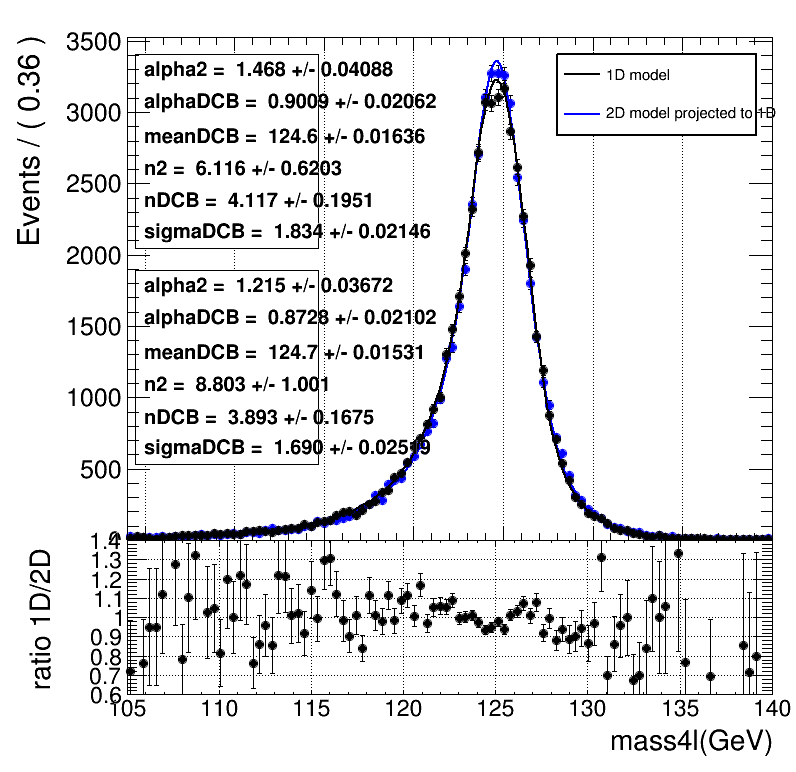 3500
3000
2500
2000
1500
1000
500
0
Events / ( 0.36 )
alpha2 = 1.468 +/- 0.04088
alphaDCB = 0.9009 +/- 0.02062
meanDCB = 124.6 +/- 0.01636
n2 = 6.116 +/- 0.6203
nDCB = 4.117 +/- 0.1951
sigmaDCB = 1.834 +/- 0.02146
alpha2 = 1.215 +/- 0.03672
alphaDCB = 0.8728 +/- 0.02102
meanDCB = 124.7 +/- 0.01531
n2 = 8.803 +/- 1.001
nDCB = 3.893 +/- 0.1675
sigmaDCB = 1.690 +/- 0.02519
1D model
2D model projected to 1D
1.4
1.3
1.2
1.1
1
0.9
0.8
0.7
0.6
ratio 1D/2D
105 110 115 120 125 130 135 140
mass4l(GeV)